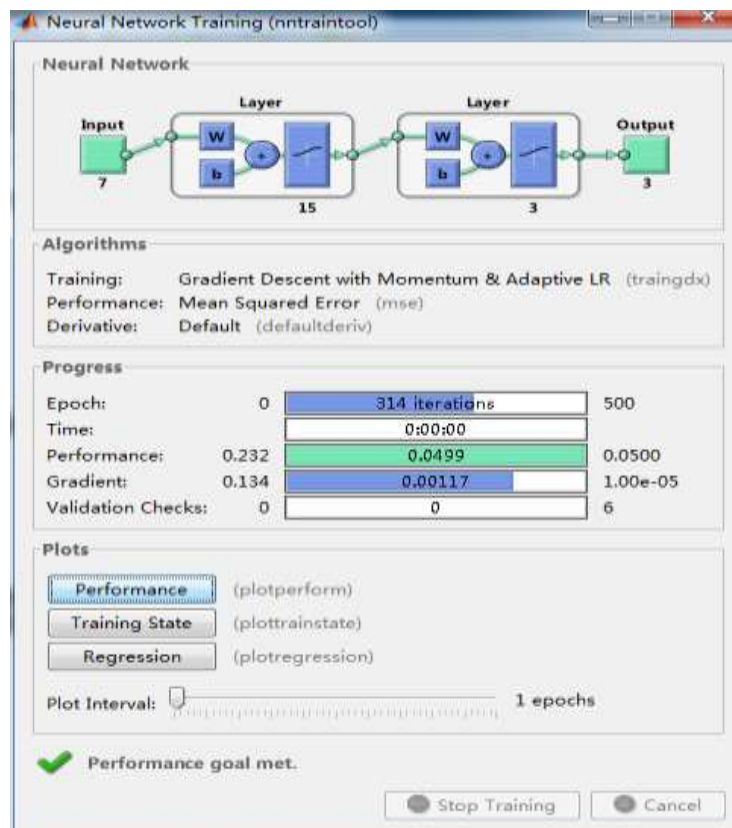 Neural Network Training (nntraintool)
Neural Network
Layer Layer
Input W b + W b + Output
7 15 3 3
Algorithms
Training: Gradient Descent with Momentum & Adaptive LR (traingdx)
Performance: Mean Squared Error (mse)
Derivative: Default (defaultderiv)
Progress
Epoch: 0 314 iterations 500
Time: 0:00:00
Performance: 0.232 0.0499 0.0500
Gradient: 0.134 0.00117 1.00e-05
Validation Checks: 0 0 6
Plots
Performance (plotperform)
Training State (plottrainstate)
Regression (plotregression)
Plot Interval: 1 epochs
Performance goal met.
Stop Training Cancel